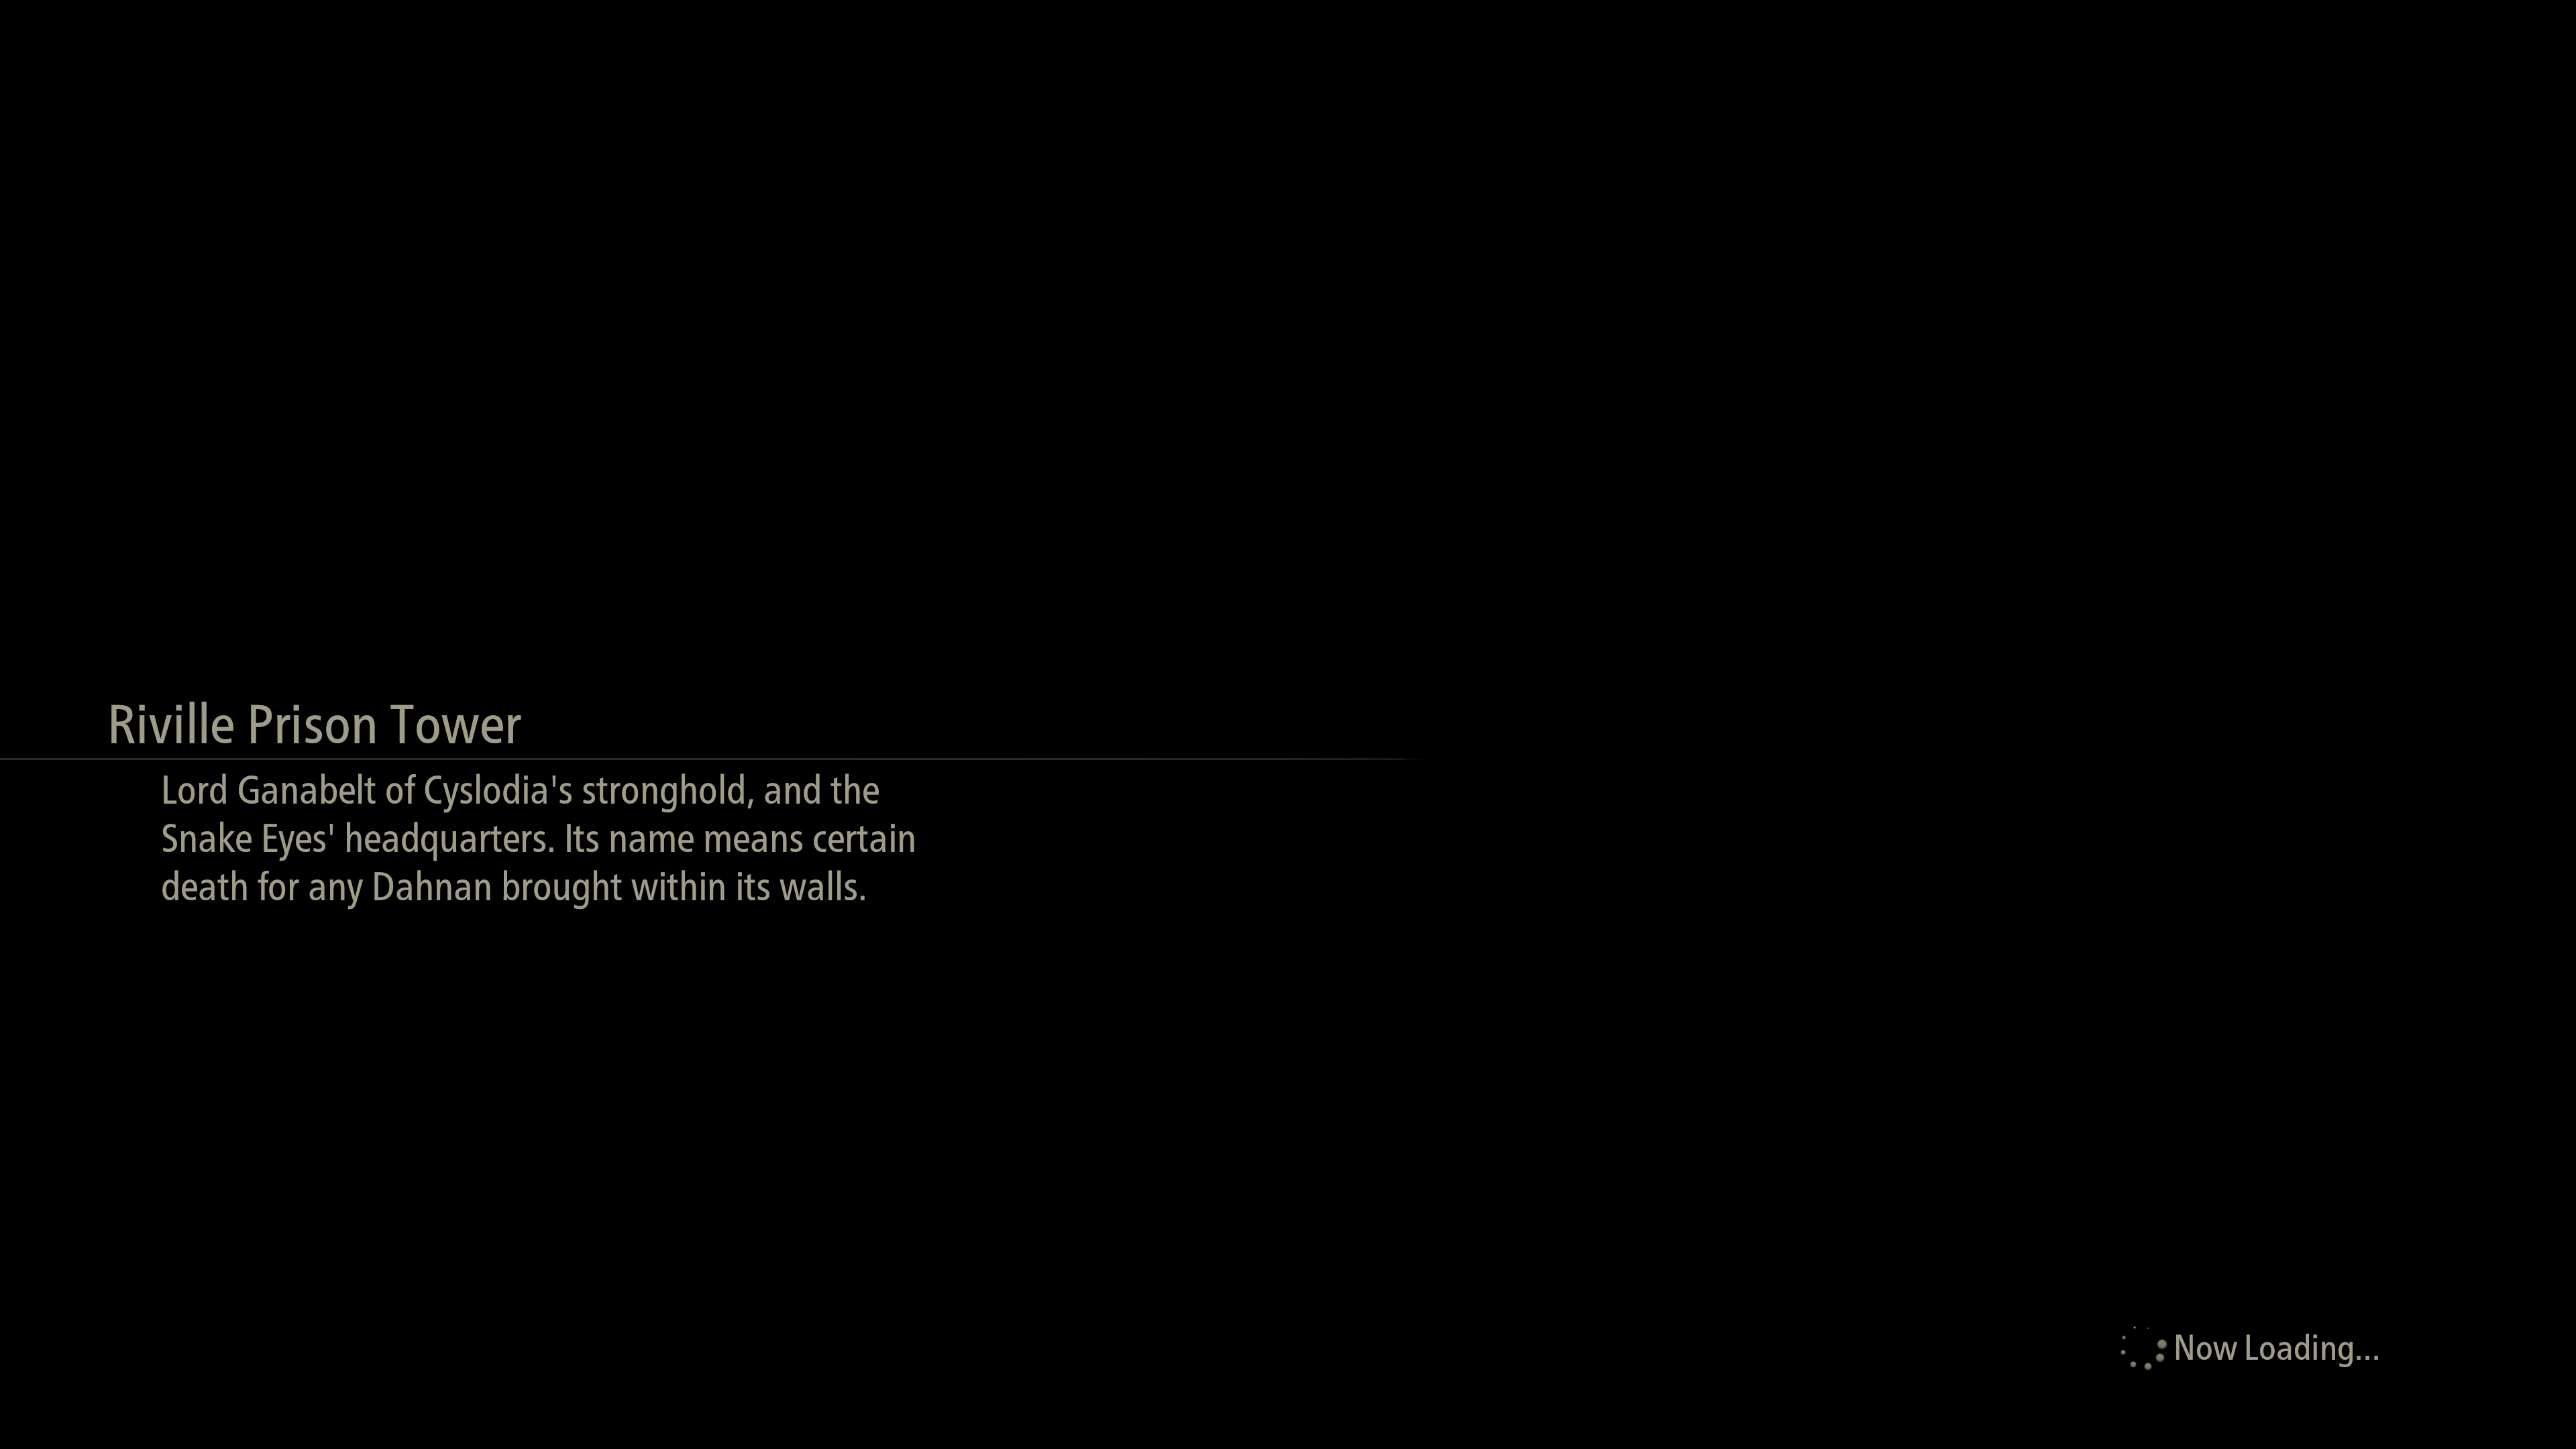 Riville Prison Tower
Lord Ganabelt of Cyslodia's stronghold, and the
Snake Eyes' headquarters. Its name means certain
death for any Dahnan brought within its walls.
Now Loading...